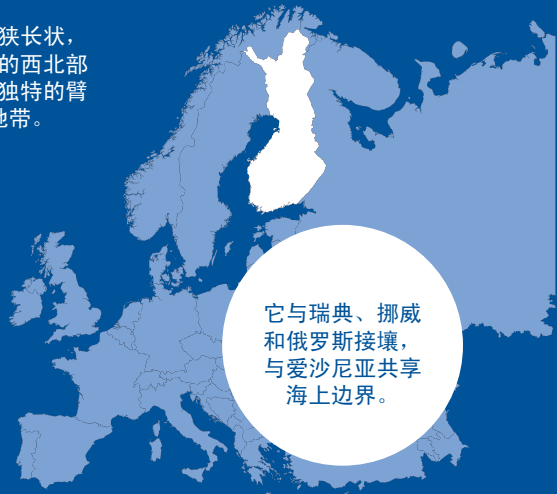 狭长状，
的西北部
独特的臂
地带。
它与瑞典、挪威
和俄罗斯接壤，
与爱沙尼亚共享
海上边界。